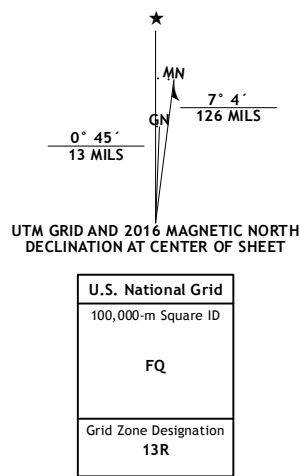 ★
MN
7° 4´
126 MILS
GN
0° 45´
13 MILS
UTM GRID AND 2016 MAGNETIC NORTH
DECLINATION AT CENTER OF SHEET
U.S. National Grid
100,000-m Square ID
FQ
Grid Zone Designation
13R